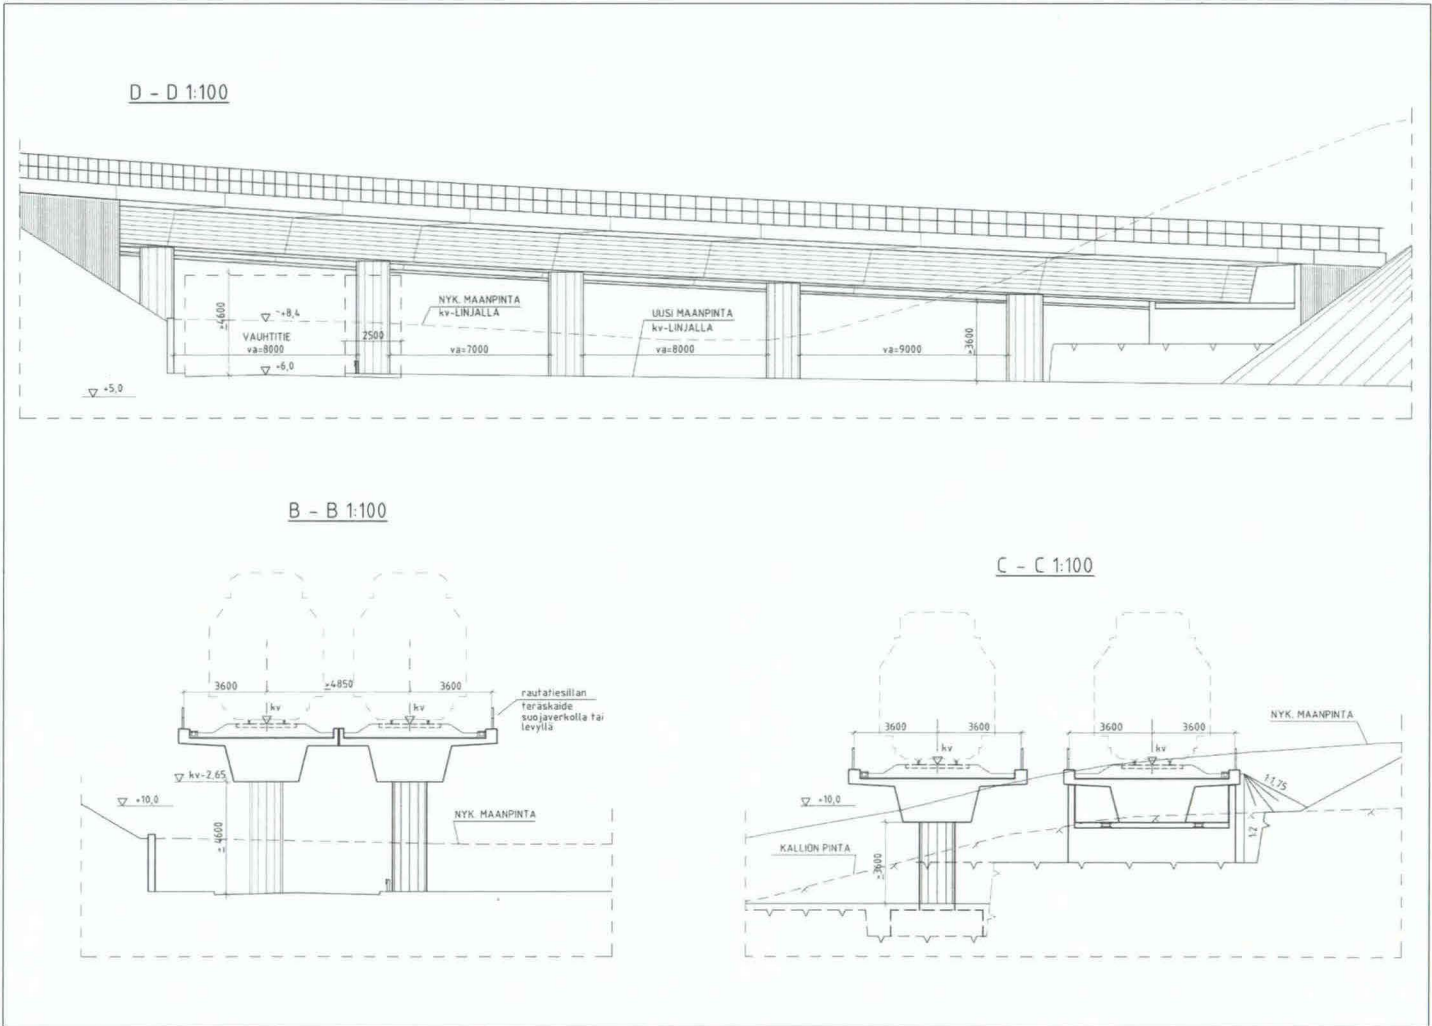 D - D 1:100
NYK. MAANPINTA
kv-LINJALLA
UUSI MAANPINTA
kv-LINJALLA
≥4600
~+8,4
VAUHTITIE
2500
va=8000
va=7000
va=8000
va=9000
≥3600
+6,0
+5,0
B - B 1:100
C - C 1:100
3600
≥4850
3600
rautatiesillan
teräskaide
suojaverkolla tai
levyllä
kv
kv
kv-2,65
+10,0
≥4600
NYK. MAANPINTA
3600
3600
3600
3600
NYK. MAANPINTA
kv
kv
1:1,75
+10,0
1:2
KALLION PINTA
≥3600